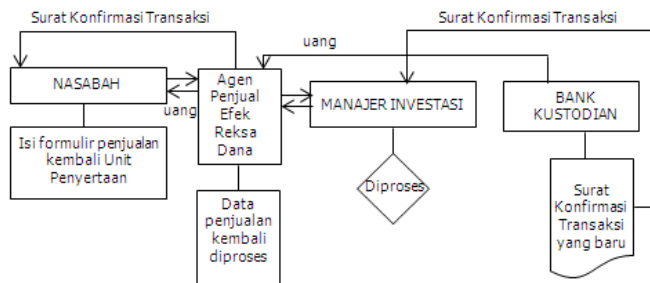 Surat Konfirmasi Transaksi
Surat Konfirmasi Transaksi
uang
NASABAH
uang
Agen
Penjual
Efek
Reksa
Dana
MANAJER INVESTASI
BANK
KUSTODIAN
Isi formulir penjualan
kembali Unit
Penyertaan
Data
penjualan
kembali
diproses
Diproses
Surat
Konfirmasi
Transaksi
yang baru